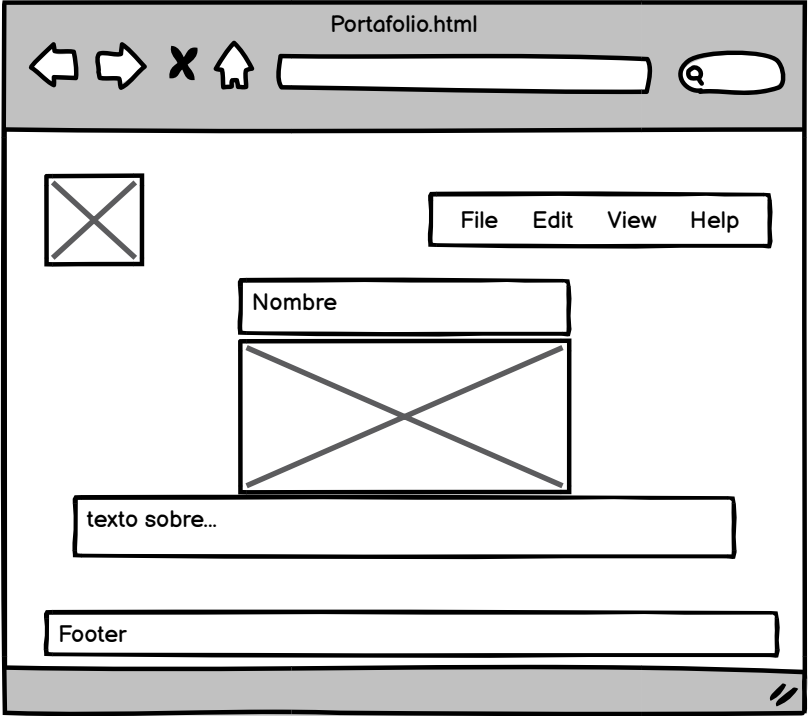 Portafolio.html
File Edit View Help
Nombre
texto sobre...
Footer